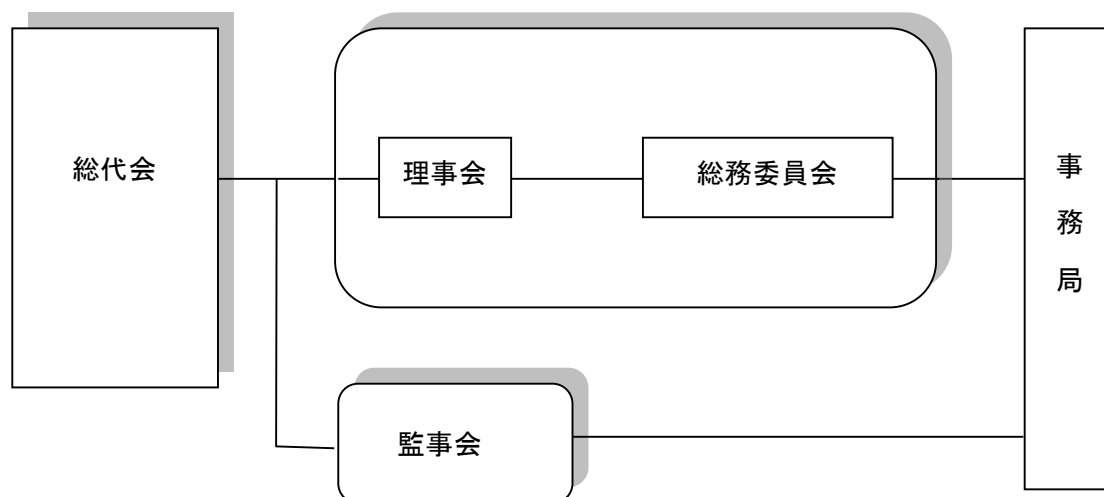 総代会
理事会
総務委員会
事務局
監事会